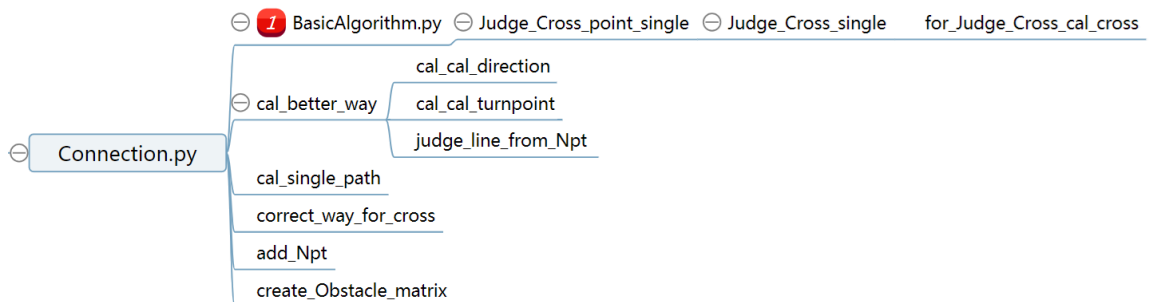 1 BasicAlgorithm.py Judge_Cross_point_single Judge_Cross_single for_Judge_Cross_cal_cross
cal_cal_direction
cal_better_way cal_cal_turnpoint
judge_line_from_Npt
Connection.py
cal_single_path
correct_way_for_cross
add_Npt
create_Obstacle_matrix